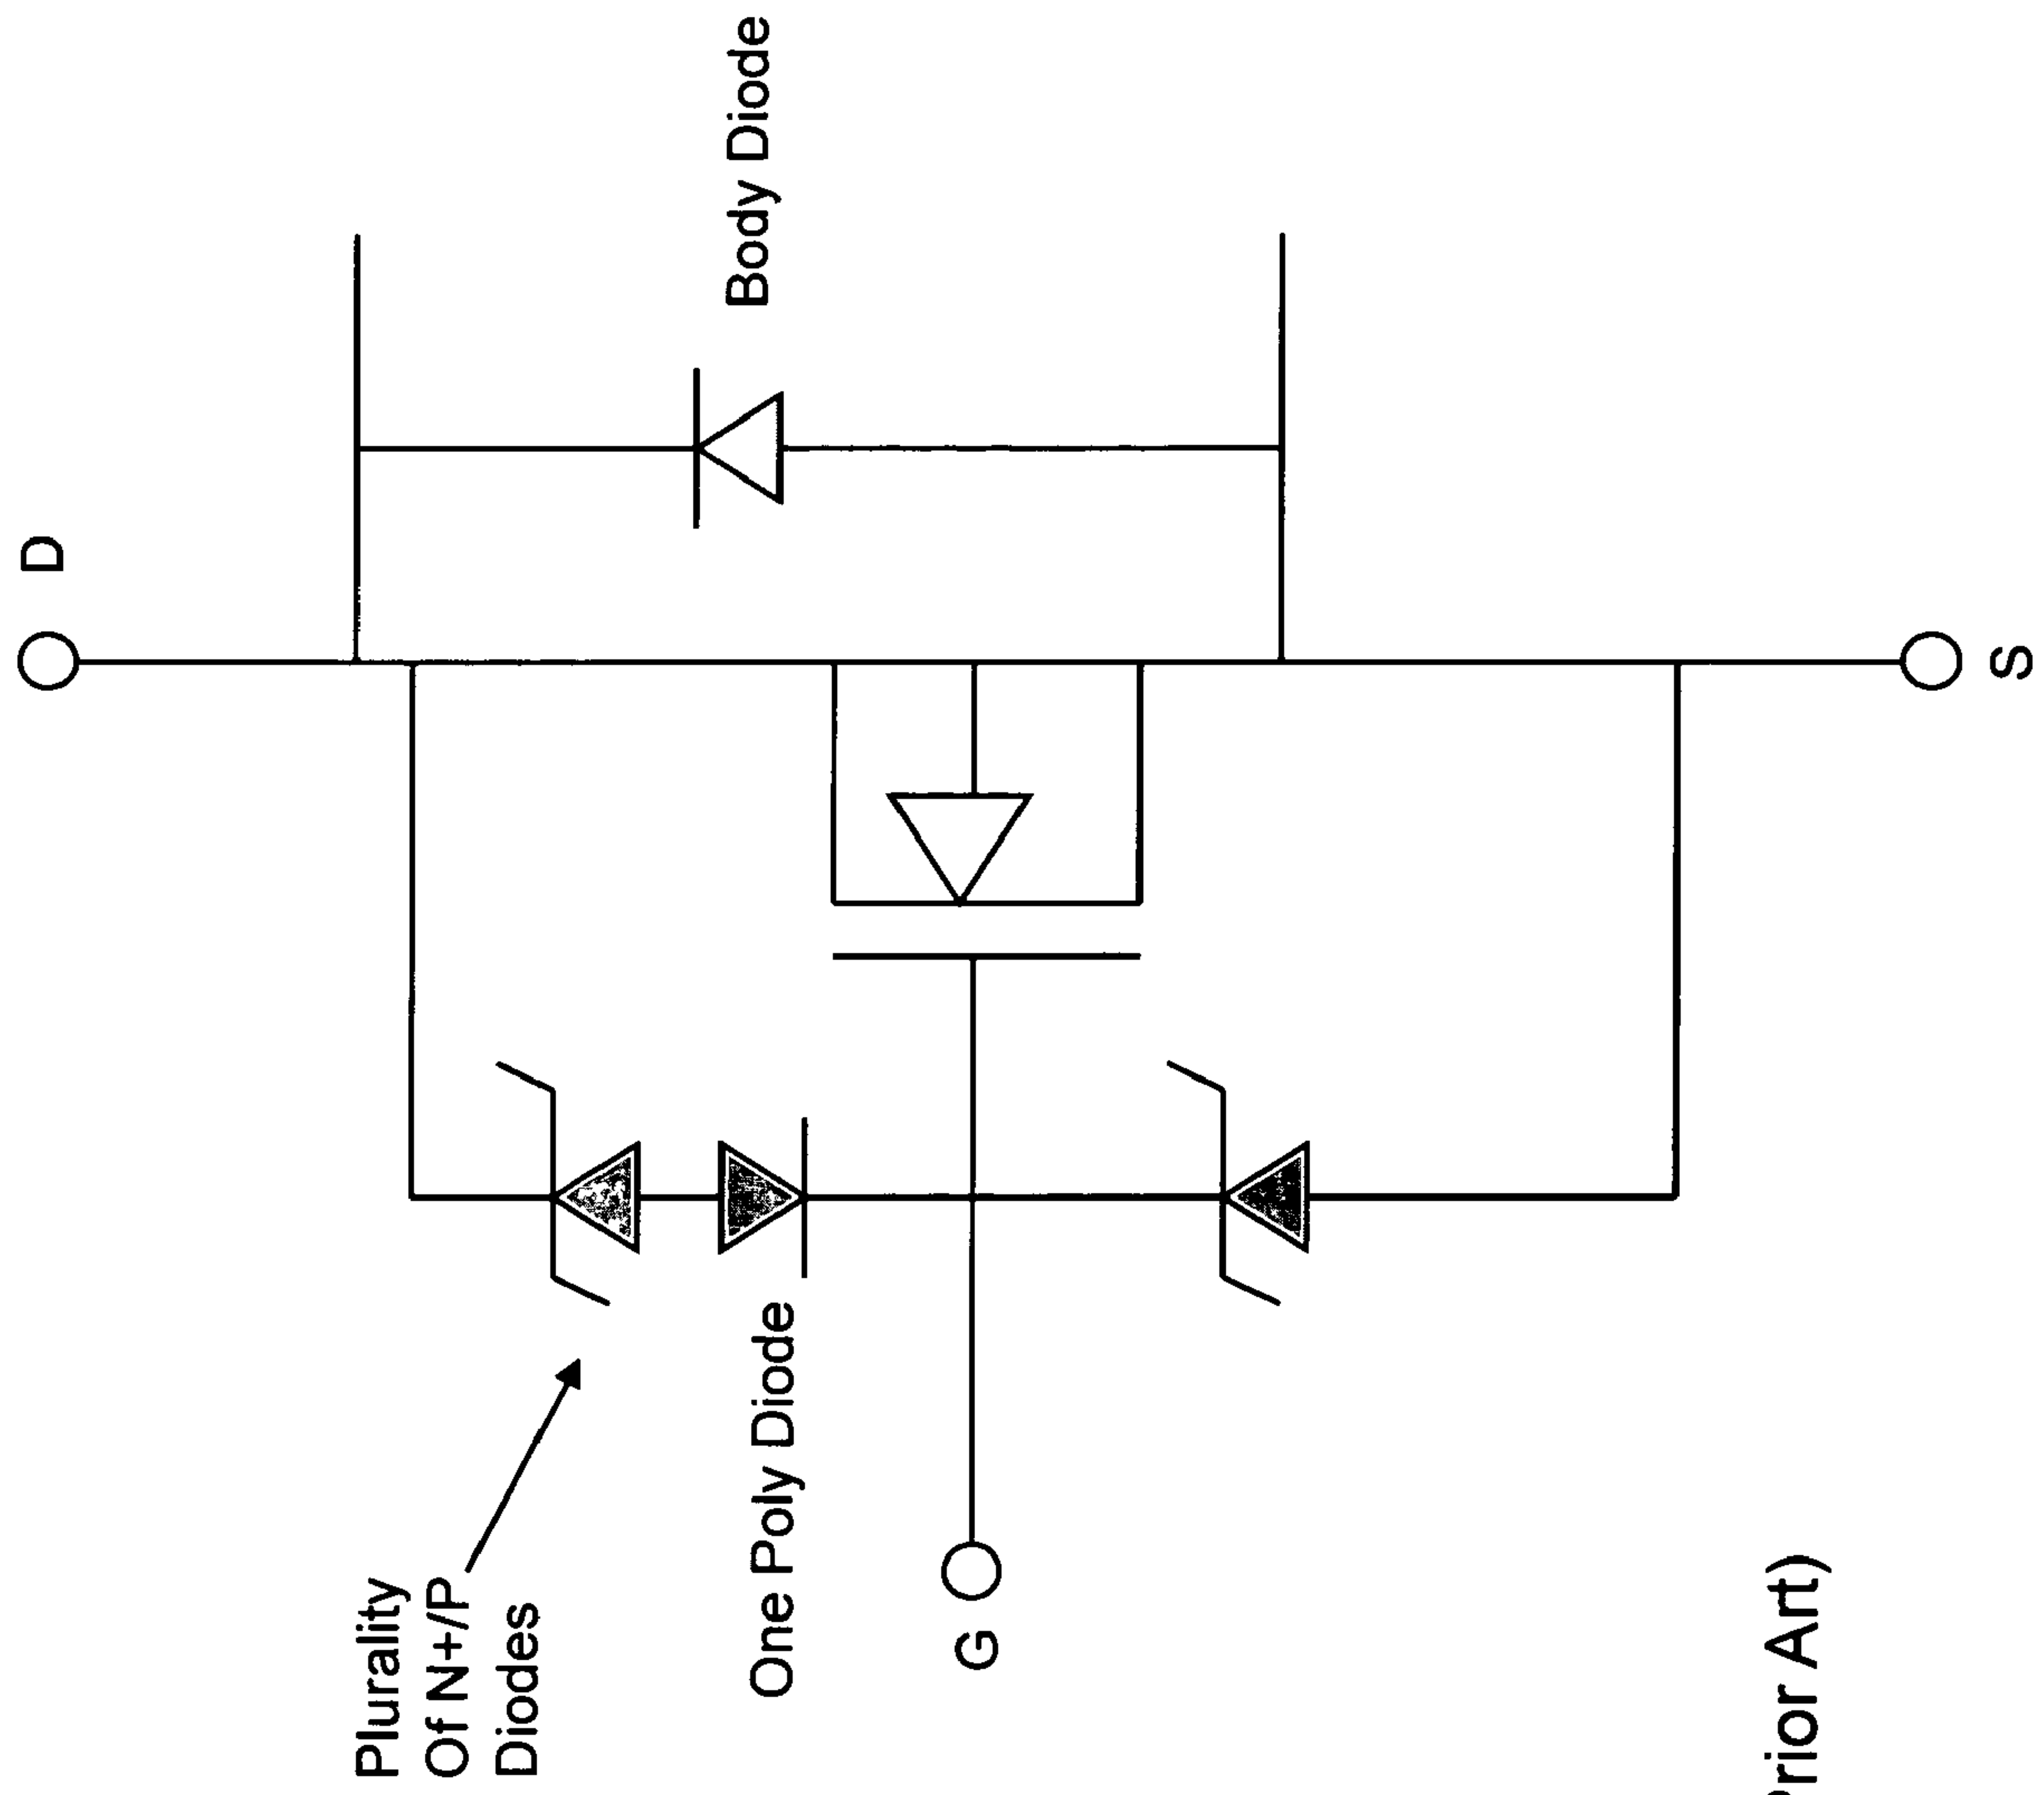 D
Plurality
Of N+/P
Diodes
One Poly Diode
Body Diode
G
Prior Art)
S